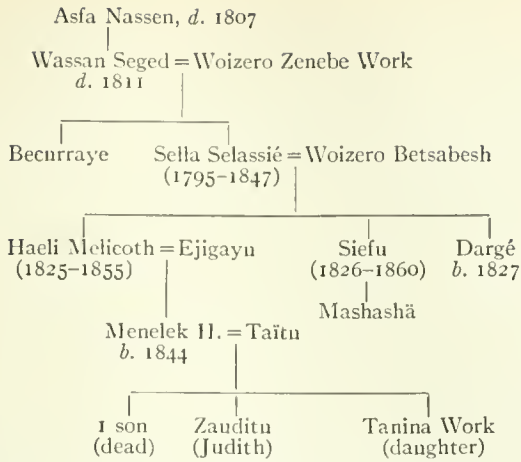 Asfa Nassen, d. 1807
Wassan Seged = Woizero Zenebe Work
d. 1811
Becurraye Sella Selassié = Woizero Betsabesh
(1795-1847)
Haeli Melicoth = Ejigayu Siefu Dargé
(1825-1855) (1826-1860) b. 1827
Mashashä
Menelek II. = Taïtu
b. 1844
1 son Zauditu Tanina Work
(dead) (Judith) (daughter)